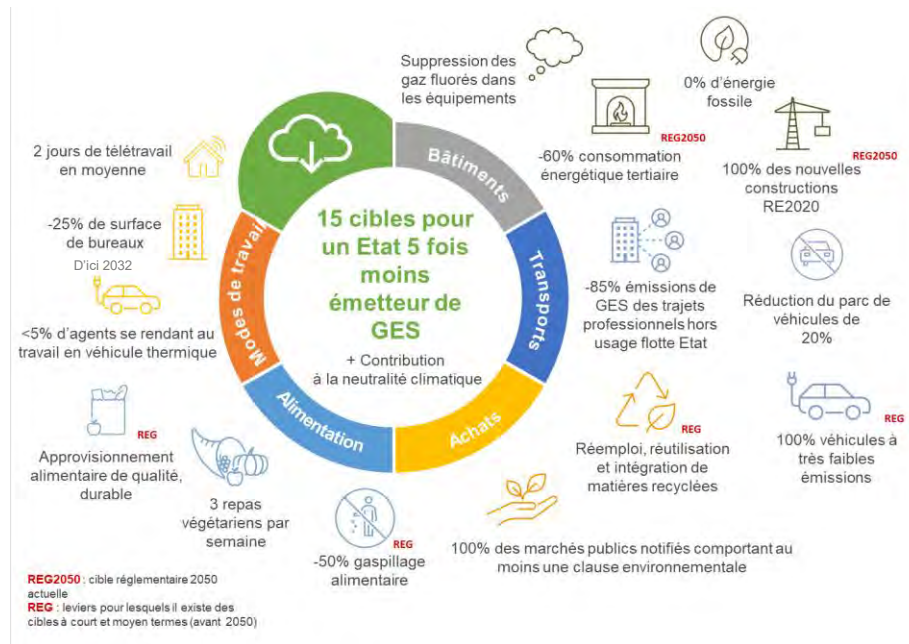 Suppression des
gaz fluorés dans
les équipements
0% d'énergie
fossile
REG2050
-60% consommation
énergétique tertiaire
REG2050
100% des nouvelles
constructions
RE2020
2 jours de télétravail
en moyenne
-25% de surface
de bureaux
D'ici 2032
<5% d'agents se rendant au
travail en véhicule thermique
Bâtiments
Transports
Achats
Alimentation
Modes de travail
15 cibles pour
un Etat 5 fois
moins
émetteur de
GES
+ Contribution
à la neutralité climatique
-85% émissions de
GES des trajets
professionnels hors
usage flotte Etat
Réduction du parc de
véhicules de
20%
REG
100% véhicules à
très faibles
émissions
REG
Réemploi, réutilisation
et intégration de
matières recyclées
REG
Approvisionnement
alimentaire de qualité,
durable
3 repas
végétariens par
semaine
REG
-50% gaspillage
alimentaire
100% des marchés publics notifiés comportant au
moins une clause environnementale
REG2050 : cible réglementaire 2050
actuelle
REG : leviers pour lesquels il existe des
cibles à court et moyen termes (avant 2050)